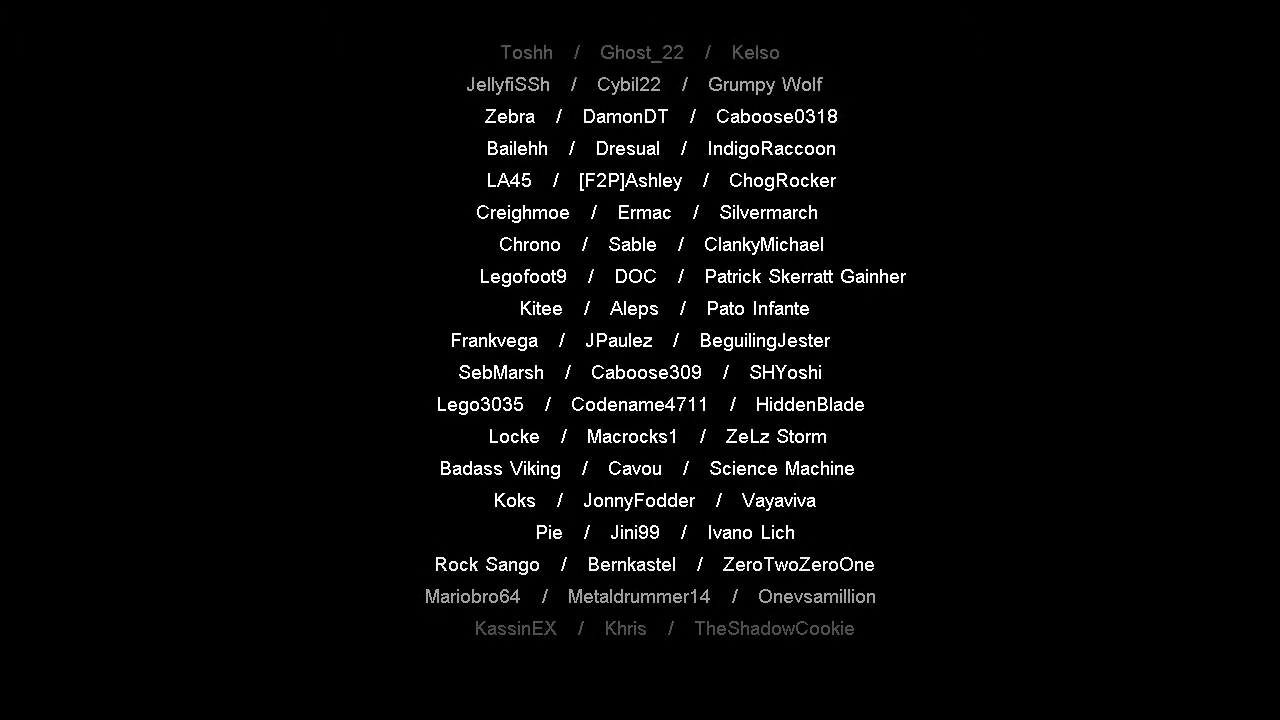 Toshh / Ghost_22 / Kelso
JellyfiSSh / Cybil22 / Grumpy Wolf
Zebra / DamonDT / Caboose0318
Bailehh / Dresual / IndigoRaccoon
LA45 / [F2P]Ashley / ChogRocker
Creighmoe / Ermac / Silvermarch
Chrono / Sable / ClankyMichael
Legofoot9 / DOC / Patrick Skerratt Gainher
Kitee / Aleps / Pato Infante
Frankvega / JPaulez / BeguilingJester
SebMarsh / Caboose309 / SHYoshi
Lego3035 / Codename4711 / HiddenBlade
Locke / Macrocks1 / ZeLz Storm
Badass Viking / Cavou / Science Machine
Koks / JonnyFodder / Vayaviva
Pie / Jini99 / Ivano Lich
Rock Sango / Bernkastel / ZeroTwoZeroOne
Mariobro64 / Metaldrummer14 / Onevsamillion
KassinEX / Khris / TheShadowCookie